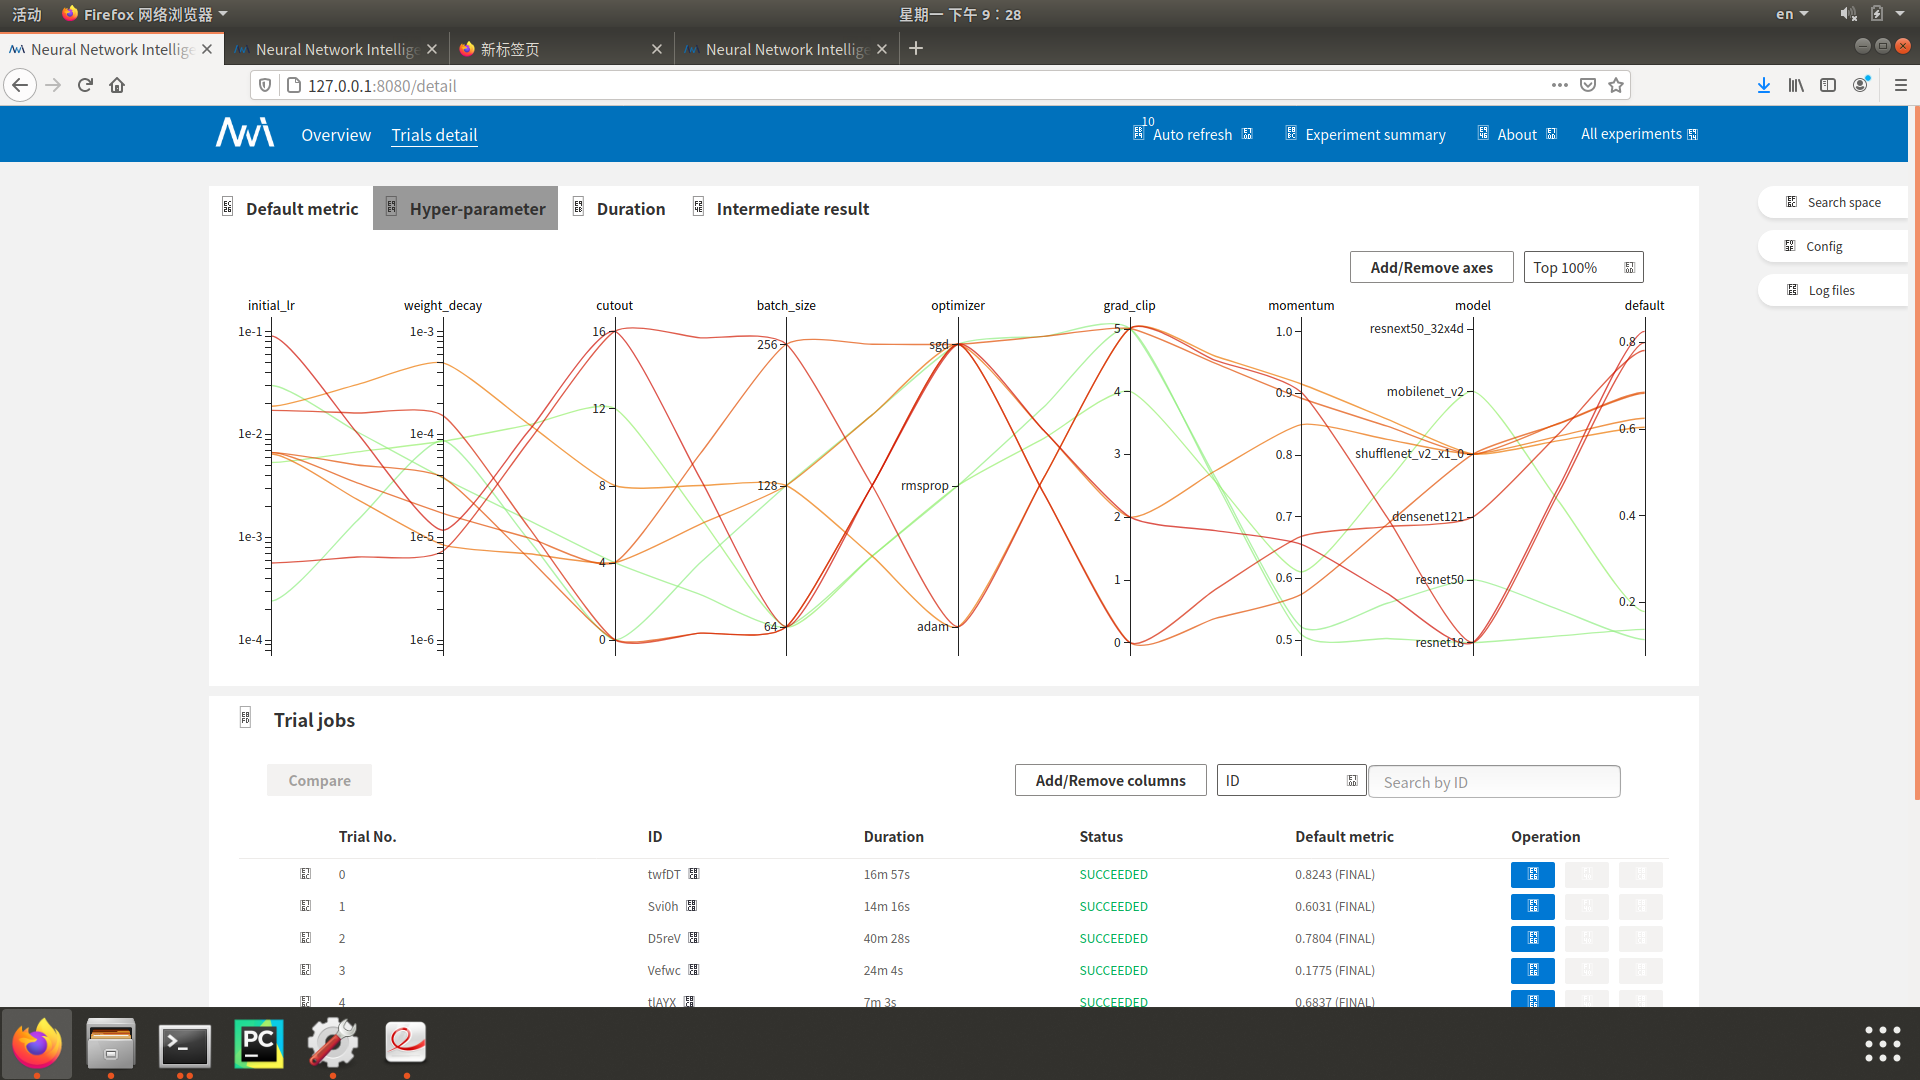 活动 Firefox 网络浏览器 星期一 下午 9：28 en
Neural Network Intellige Neural Network Intellige 新标签页 Neural Network Intellige
127.0.0.1:8080/detail
Overview Trials detail 10 Auto refresh Experiment summary About All experiments
Default metric Hyper-parameter Duration Intermediate result
Search space
Config
Log files
Add/Remove axes Top 100%
initial_lr weight_decay cutout batch_size optimizer grad_clip momentum model default
1e-1
1e-2
1e-3
1e-4
1e-3
1e-4
1e-5
1e-6
16
12
8
4
0
256
128
64
sgd
rmsprop
adam
5
4
3
2
1
0
1.0
0.9
0.8
0.7
0.6
0.5
resnext50_32x4d
mobilenet_v2
shufflenet_v2_x1_0
densenet121
resnet50
resnet18
0.8
0.6
0.4
0.2
Trial jobs
Compare Add/Remove columns ID Search by ID
Trial No. ID Duration Status Default metric Operation
0 twfDT 16m 57s SUCCEEDED 0.8243 (FINAL)
1 Svi0h 14m 16s SUCCEEDED 0.6031 (FINAL)
2 D5reV 40m 28s SUCCEEDED 0.7804 (FINAL)
3 Vefwc 24m 4s SUCCEEDED 0.1775 (FINAL)
4 tlAYX 7m 3s SUCCEEDED 0.6837 (FINAL)
PC